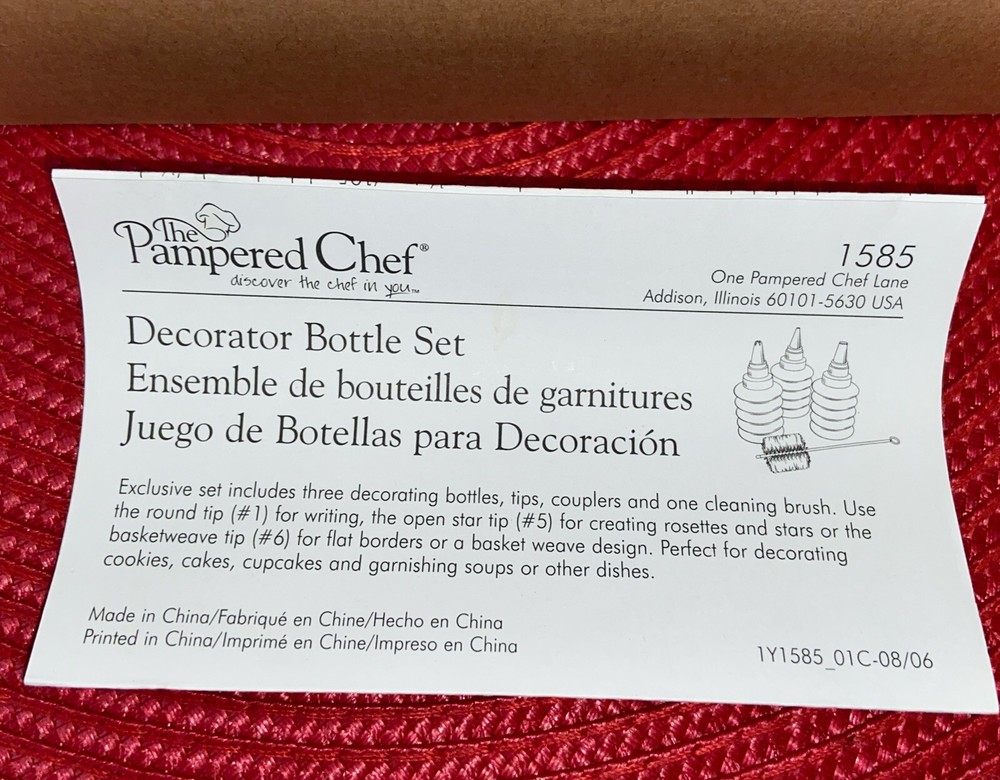 The
Pampered Chef®
discover the chef in you™
1585
One Pampered Chef Lane
Addison, Illinois 60101-5630 USA
Decorator Bottle Set
Ensemble de bouteilles de garnitures
Juego de Botellas para Decoración
Exclusive set includes three decorating bottles, tips, couplers and one cleaning brush. Use
the round tip (#1) for writing, the open star tip (#5) for creating rosettes and stars or the
basketweave tip (#6) for flat borders or a basket weave design. Perfect for decorating
cookies, cakes, cupcakes and garnishing soups or other dishes.
Made in China/Fabriqué en Chine/Hecho en China
Printed in China/Imprimé en Chine/Impreso en China
1Y1585_01C-08/06